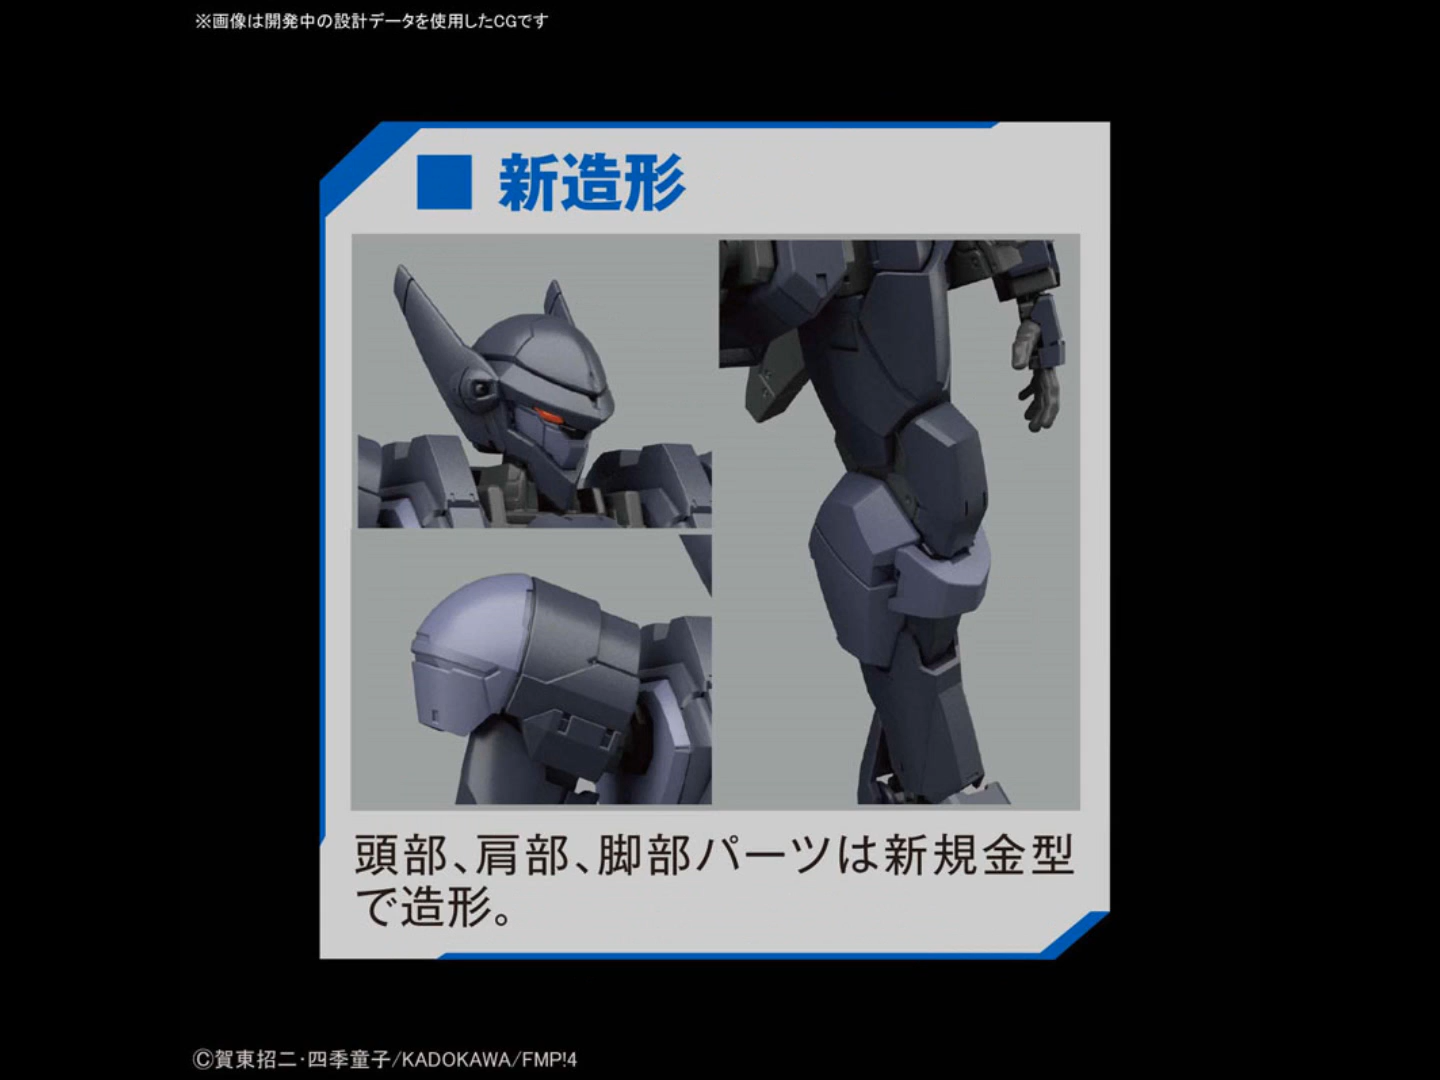 ※画像は開発中の設計データを使用したCGです
■ 新造形
頭部、肩部、脚部パーツは新規金型
で造形。
©賀東招二・四季童子/KADOKAWA/FMP!4